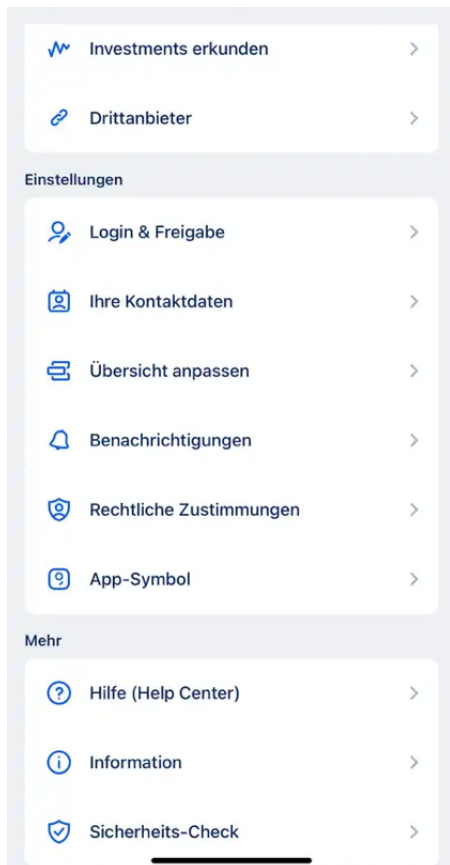 Investments erkunden
Drittanbieter
Einstellungen
Login & Freigabe
Ihre Kontaktdaten
Übersicht anpassen
Benachrichtigungen
Rechtliche Zustimmungen
App-Symbol
Mehr
Hilfe (Help Center)
Information
Sicherheits-Check